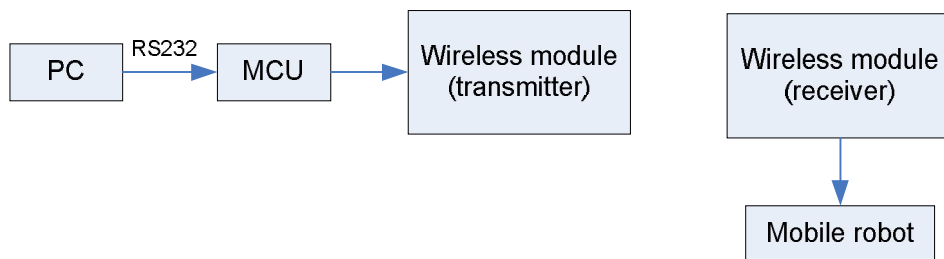 PC
RS232
MCU
Wireless module
(transmitter)
Wireless module
(receiver)
Mobile robot